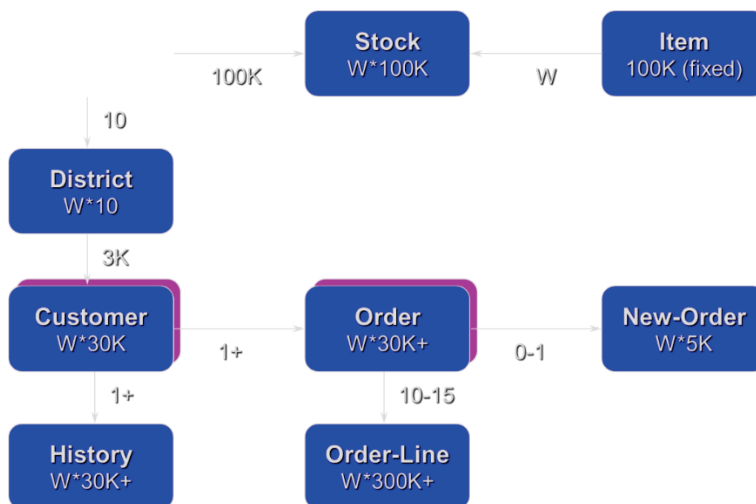 Stock
W*100K
Item
100K (fixed)
100K
W
10
District
W*10
3K
Customer
W*30K
1+
Order
W*30K+
0-1
New-Order
W*5K
1+
10-15
History
W*30K+
Order-Line
W*300K+